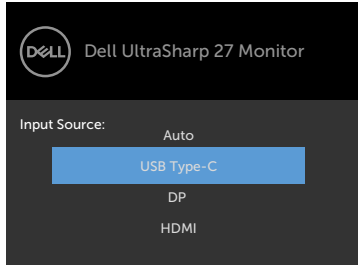 DELL Dell UltraSharp 27 Monitor
Input Source:
Auto
USB Type-C
DP
HDMI